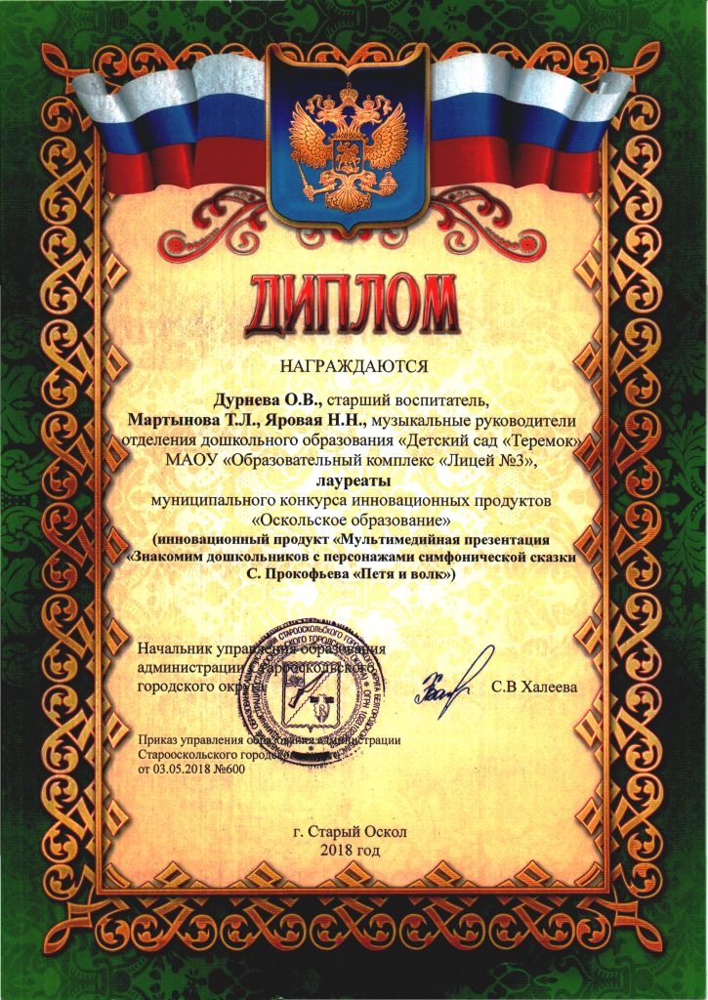 ДИПЛОМ
НАГРАЖДАЮТСЯ
Дурнева О.В., старший воспитатель,
Мартынова Т.Л., Яровая Н.Н., музыкальные руководители
отделения дошкольного образования «Детский сад «Теремок»
МАОУ «Образовательный комплекс «Лицей №3»,
лауреаты
муниципального конкурса инновационных продуктов
«Оскольское образование»
(инновационный продукт «Мультимедийная презентация
«Знакомим дошкольников с персонажами симфонической сказки
С. Прокофьева «Петя и волк»)
Начальник управления образования
администрации Старооскольского
городского округа
С.В Халеева
Приказ управления образования администрации
Старооскольского городского округа
от 03.05.2018 №600
г. Старый Оскол
2018 год